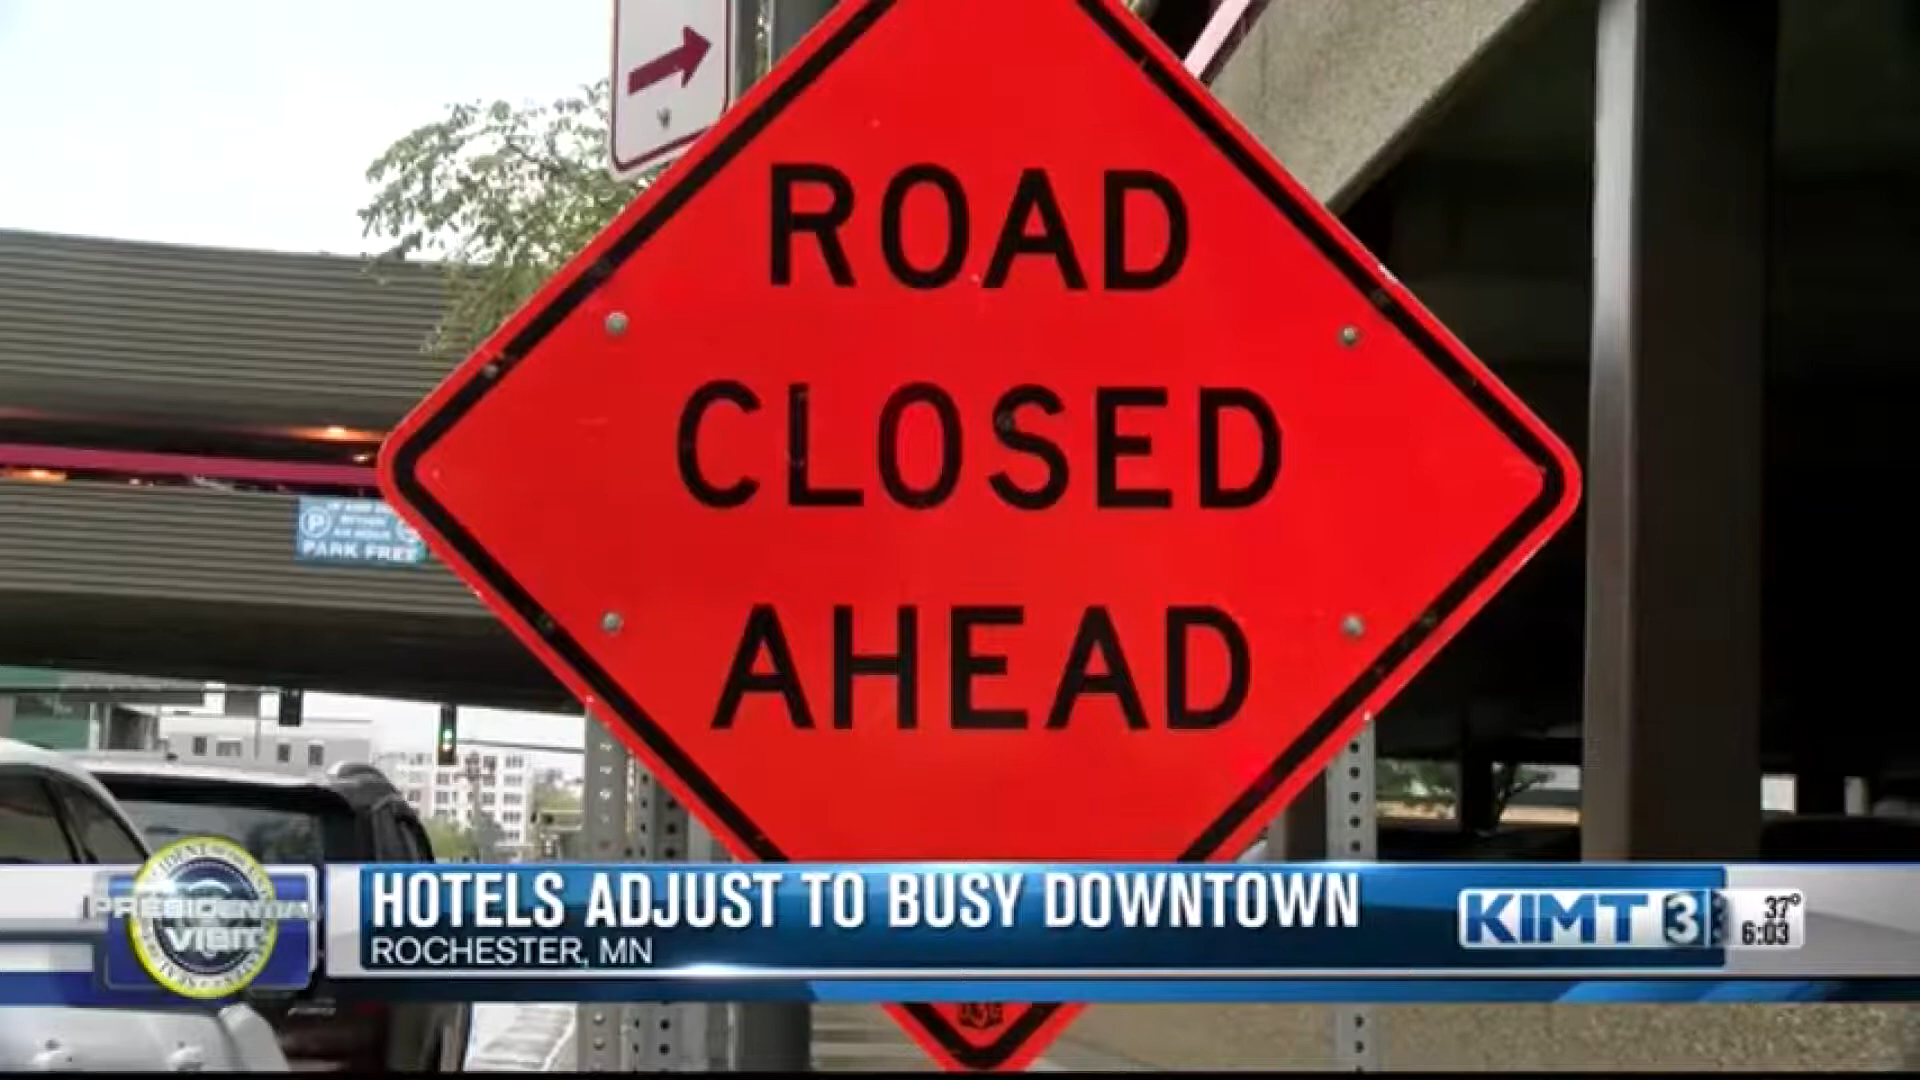 ROAD
CLOSED
AHEAD
PARK FREE
PRESIDENTIAL
VISIT
HOTELS ADJUST TO BUSY DOWNTOWN
ROCHESTER, MN
KIMT 3
37°
6:03